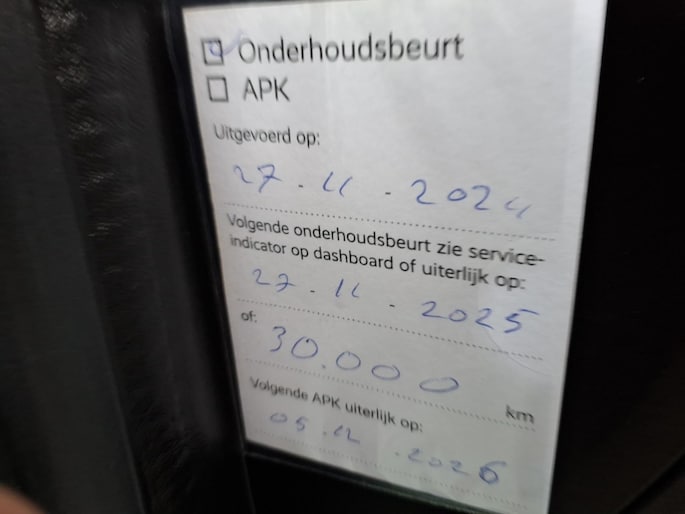 Onderhoudsbeurt
APK
Uitgevoerd op:
27-11-2024
Volgende onderhoudsbeurt zie service-
indicator op dashboard of uiterlijk op:
27-11-2025
of:
30.000
km
Volgende APK uiterlijk op:
05.12.2026